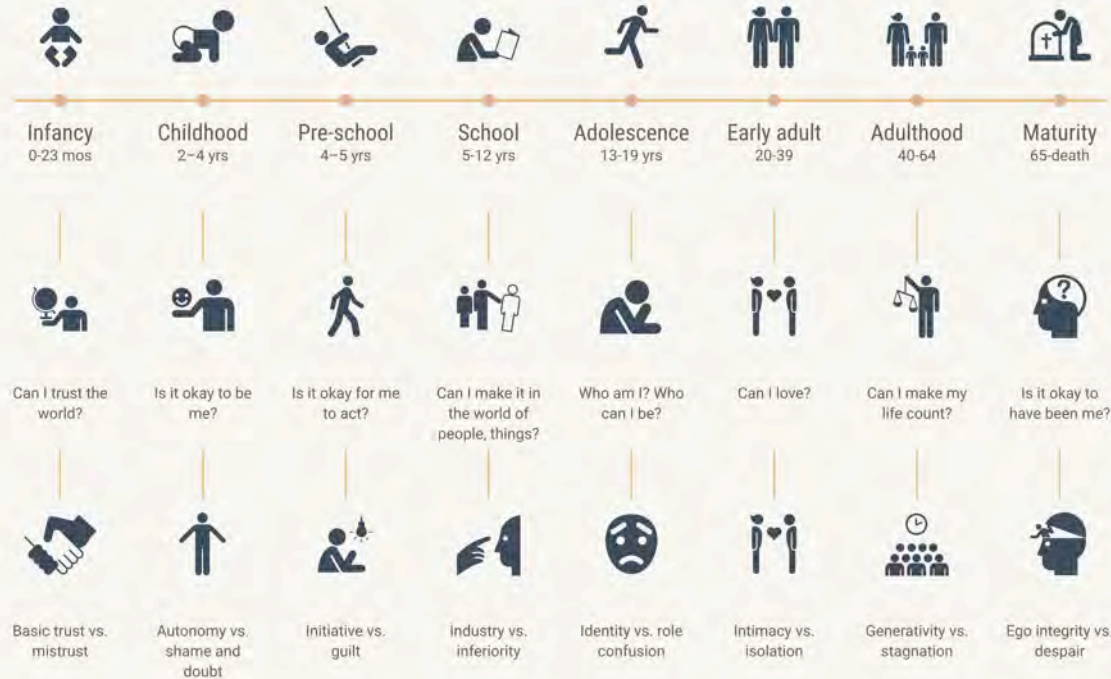 Infancy
0-23 mos
Childhood
2–4 yrs
Pre-school
4–5 yrs
School
5-12 yrs
Adolescence
13-19 yrs
Early adult
20-39
Adulthood
40-64
Maturity
65-death
Can I trust the
world?
Is it okay to be
me?
Is it okay for me
to act?
Can I make it in
the world of
people, things?
Who am I? Who
can I be?
Can I love?
Can I make my
life count?
Is it okay to
have been me?
Basic trust vs.
mistrust
Autonomy vs.
shame and
doubt
Initiative vs.
guilt
Industry vs.
inferiority
Identity vs. role
confusion
Intimacy vs.
isolation
Generativity vs.
stagnation
Ego integrity vs.
despair
?